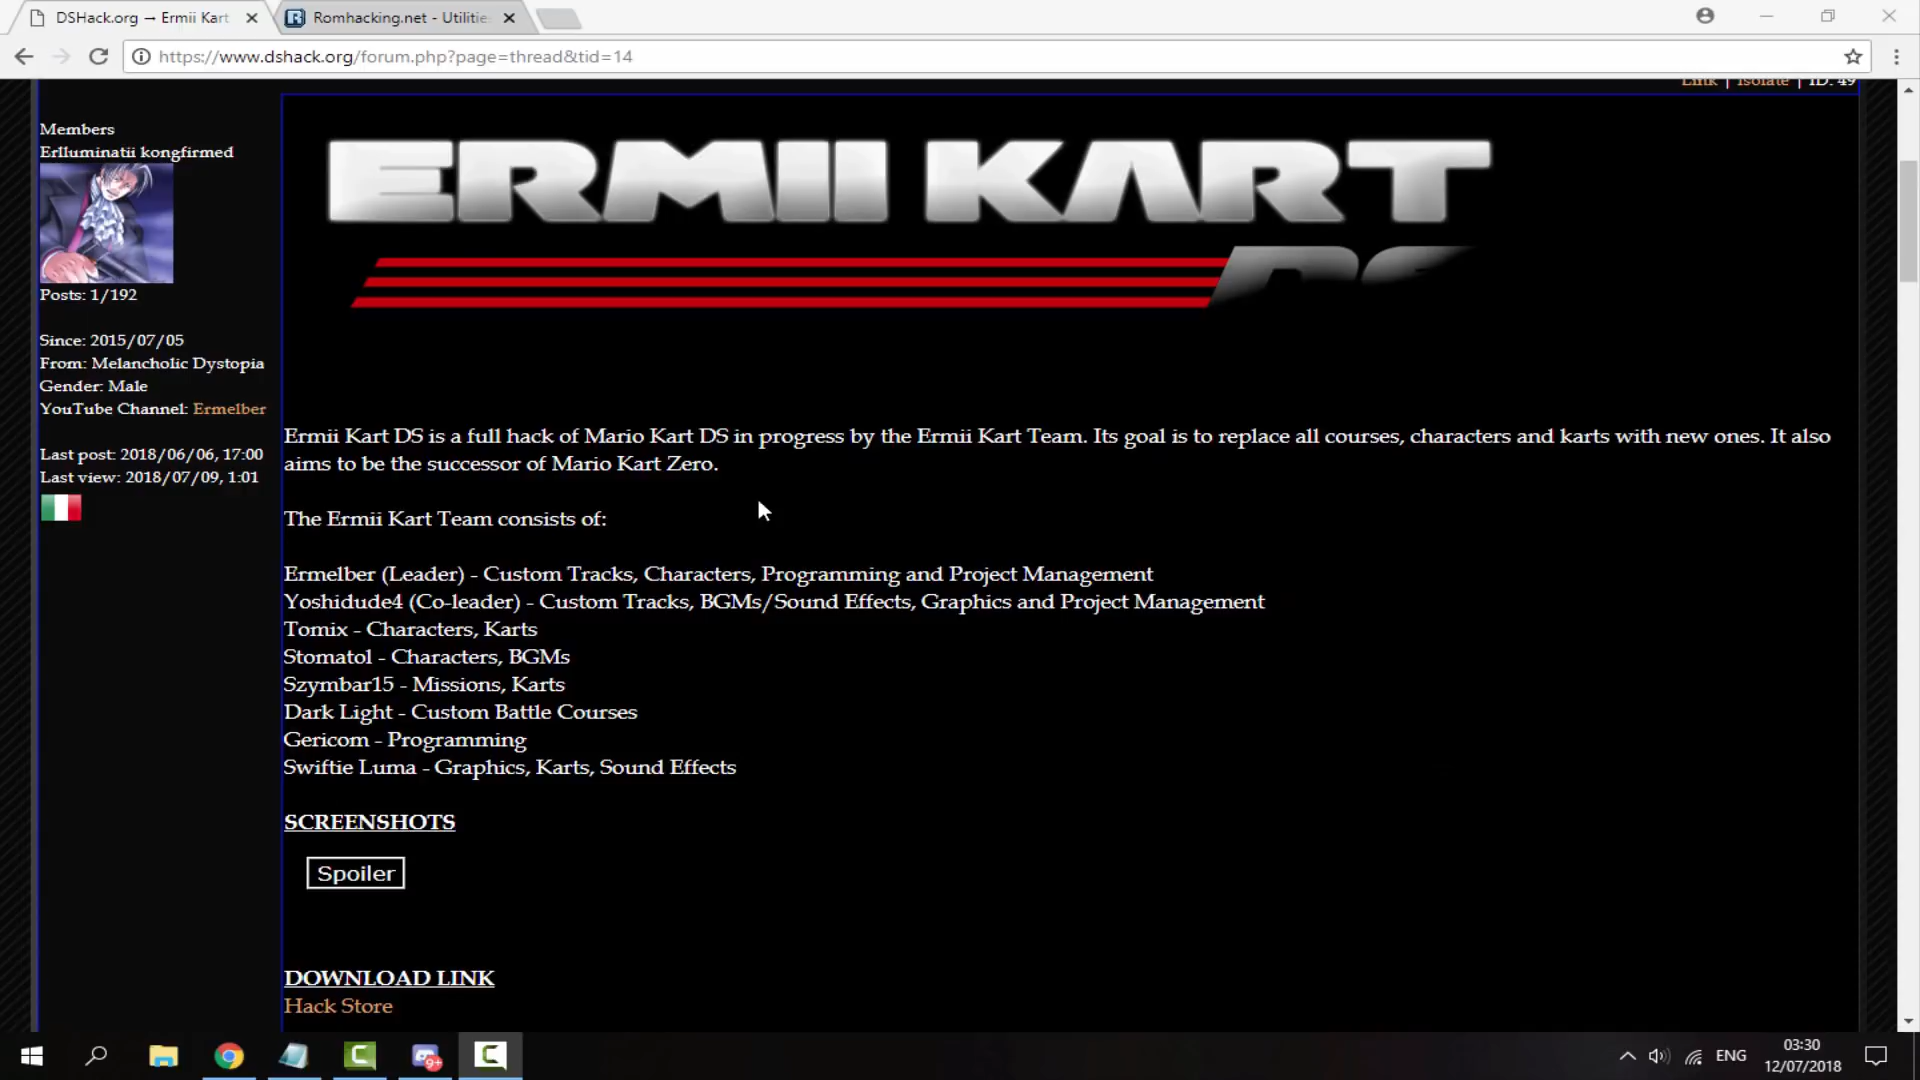 DSHack.org → Ermii Kart
Romhacking.net - Utilitie
https://www.dshack.org/forum.php?page=thread&tid=14
Link | Isolate | ID: 49
Members
Erlluminatii kongfirmed
Posts: 1/192
Since: 2015/07/05
From: Melancholic Dystopia
Gender: Male
YouTube Channel: Ermelber
Last post: 2018/06/06, 17:00
Last view: 2018/07/09, 1:01
ERMII KART
DS
Ermii Kart DS is a full hack of Mario Kart DS in progress by the Ermii Kart Team. Its goal is to replace all courses, characters and karts with new ones. It also
aims to be the successor of Mario Kart Zero.
The Ermii Kart Team consists of:
Ermelber (Leader) - Custom Tracks, Characters, Programming and Project Management
Yoshidude4 (Co-leader) - Custom Tracks, BGMs/Sound Effects, Graphics and Project Management
Tomix - Characters, Karts
Stomatol - Characters, BGMs
Szymbar15 - Missions, Karts
Dark Light - Custom Battle Courses
Gericom - Programming
Swiftie Luma - Graphics, Karts, Sound Effects
SCREENSHOTS
Spoiler
DOWNLOAD LINK
Hack Store
9+
ENG
03:30
12/07/2018